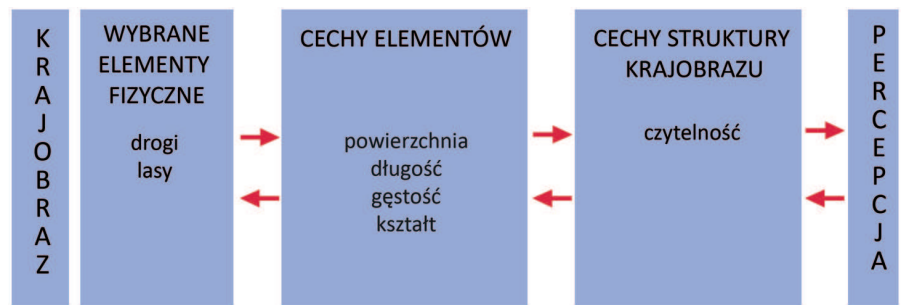 K
R
A
J
O
B
R
A
Z
WYBRANE
ELEMENTY
FIZYCZNE
drogi
lasy
CECHY ELEMENTÓW
powierzchnia
długość
gęstość
kształt
CECHY STRUKTURY
KRAJOBRAZU
czytelność
P
E
R
C
E
P
C
J
A